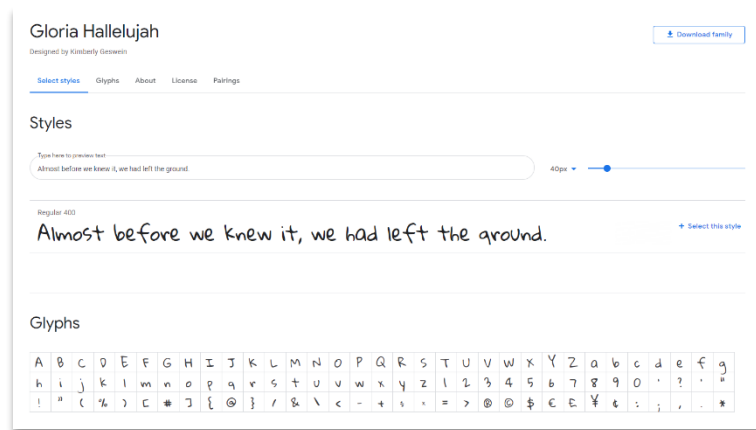 Gloria Hallelujah
Download family
Designed by Kimberly Geswein
Select styles Glyphs About License Pairings
Styles
Type here to preview text
Almost before we knew it, we had left the ground.
40px
Regular 400
Almost before we knew it, we had left the ground.
+ Select this style
Glyphs
A B C D E F G H I J K L M N O P Q R S T U V W X Y Z a b c d e f g
h i j k l m n o p q r s t u v w x y z 1 2 3 4 5 6 7 8 9 0 ‘ ? ’ “
! ” ( % ) [ # ] { @ } / & \ < - + ÷ × = > ® © $ € £ ¥ ¢ : ; , . *